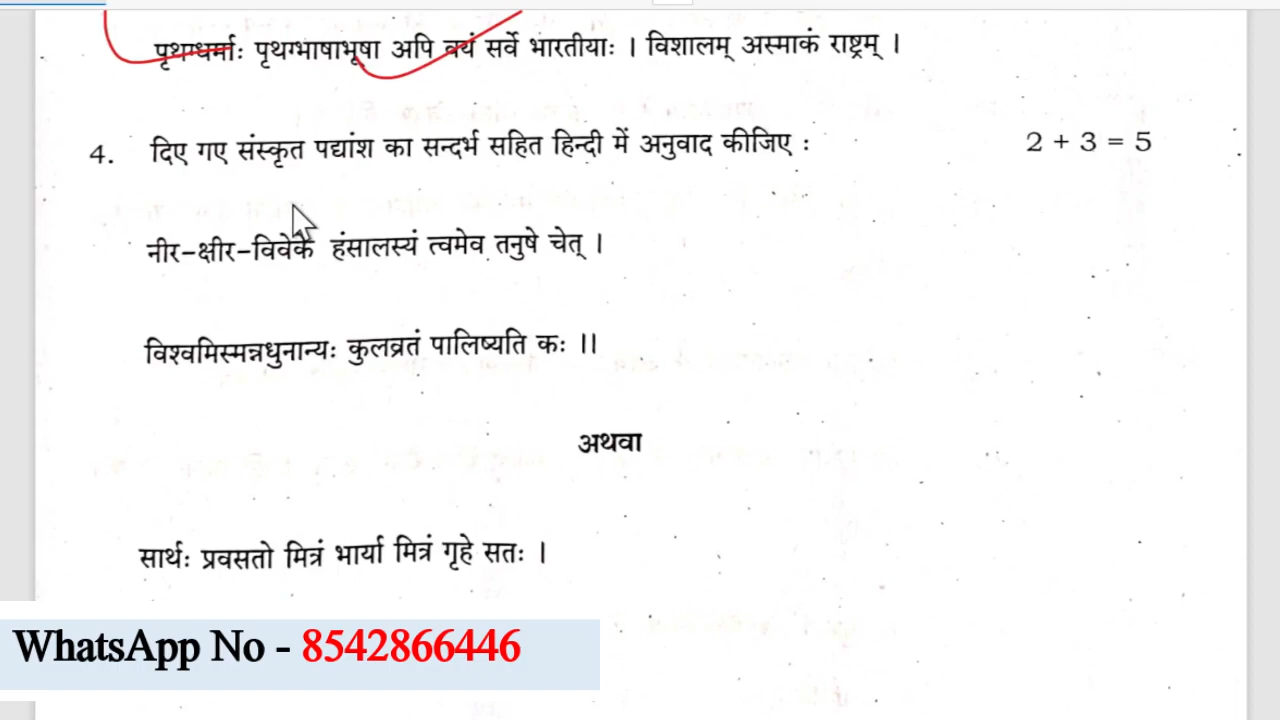 पृथग्धर्माः पृथग्भाषाभूषा अपि वयं सर्वे भारतीयाः । विशालम् अस्माकं राष्ट्रम् ।
4. दिए गए संस्कृत पद्यांश का सन्दर्भ सहित हिन्दी में अनुवाद कीजिए : 2 + 3 = 5
नीर-क्षीर-विवेके हंसालस्यं त्वमेव तनुषे चेत् ।
विश्वमिस्मन्नधुनान्यः कुलव्रतं पालिष्यति कः ।।
अथवा
सार्थः प्रवसतो मित्रं भार्या मित्रं गृहे सतः ।
WhatsApp No - 8542866446